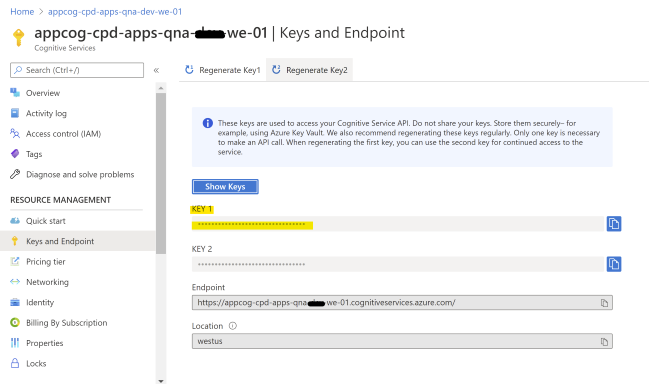 Home > appcog-cpd-apps-qna-dev-we-01
appcog-cpd-apps-qna- we-01 | Keys and Endpoint
Cognitive Services
Search (Ctrl+/)
«
Regenerate Key1
Regenerate Key2
Overview
Activity log
Access control (IAM)
Tags
Diagnose and solve problems
RESOURCE MANAGEMENT
Quick start
Keys and Endpoint
Pricing tier
Networking
Identity
Billing By Subscription
Properties
Locks
These keys are used to access your Cognitive Service API. Do not share your keys. Store them securely– for
example, using Azure Key Vault. We also recommend regenerating these keys regularly. Only one key is necessary
to make an API call. When regenerating the first key, you can use the second key for continued access to the
service.
Show Keys
KEY 1
••••••••••••••••••••••••••••••••
KEY 2
••••••••••••••••••••••••••••••••
Endpoint
https://appcog-cpd-apps-qna- we-01.cognitiveservices.azure.com/
Location
westus